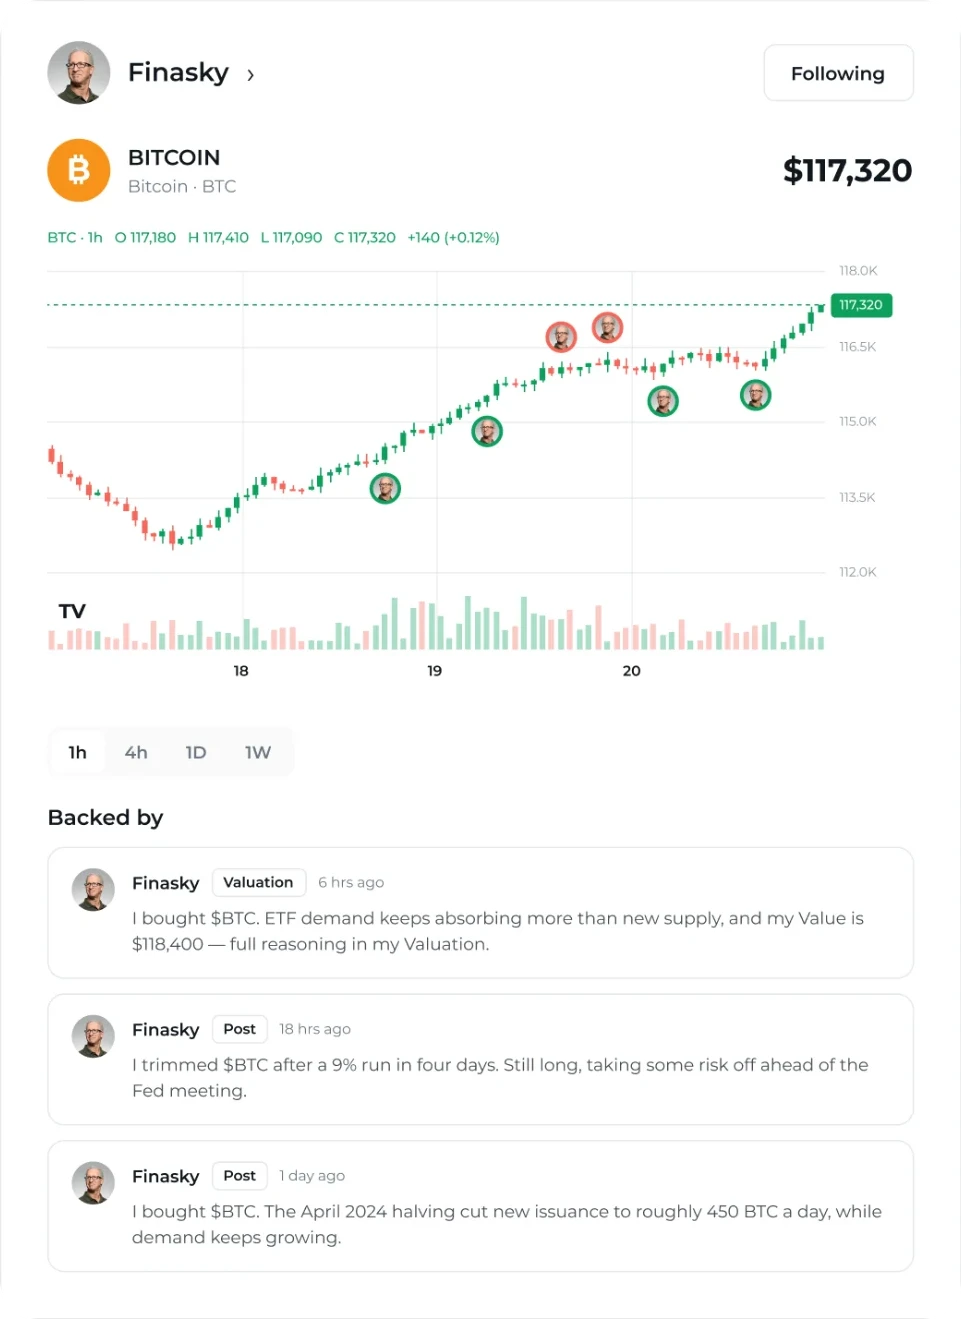 Finasky ›
Following
BITCOIN
Bitcoin · BTC
$117,320
BTC · 1h O 117,180 H 117,410 L 117,090 C 117,320 +140 (+0.12%)
118.0K
117,320
116.5K
115.0K
113.5K
112.0K
TV
18 19 20
1h 4h 1D 1W
Backed by
Finasky Valuation 6 hrs ago
I bought $BTC. ETF demand keeps absorbing more than new supply, and my Value is
$118,400 — full reasoning in my Valuation.
Finasky Post 18 hrs ago
I trimmed $BTC after a 9% run in four days. Still long, taking some risk off ahead of the
Fed meeting.
Finasky Post 1 day ago
I bought $BTC. The April 2024 halving cut new issuance to roughly 450 BTC a day, while
demand keeps growing.